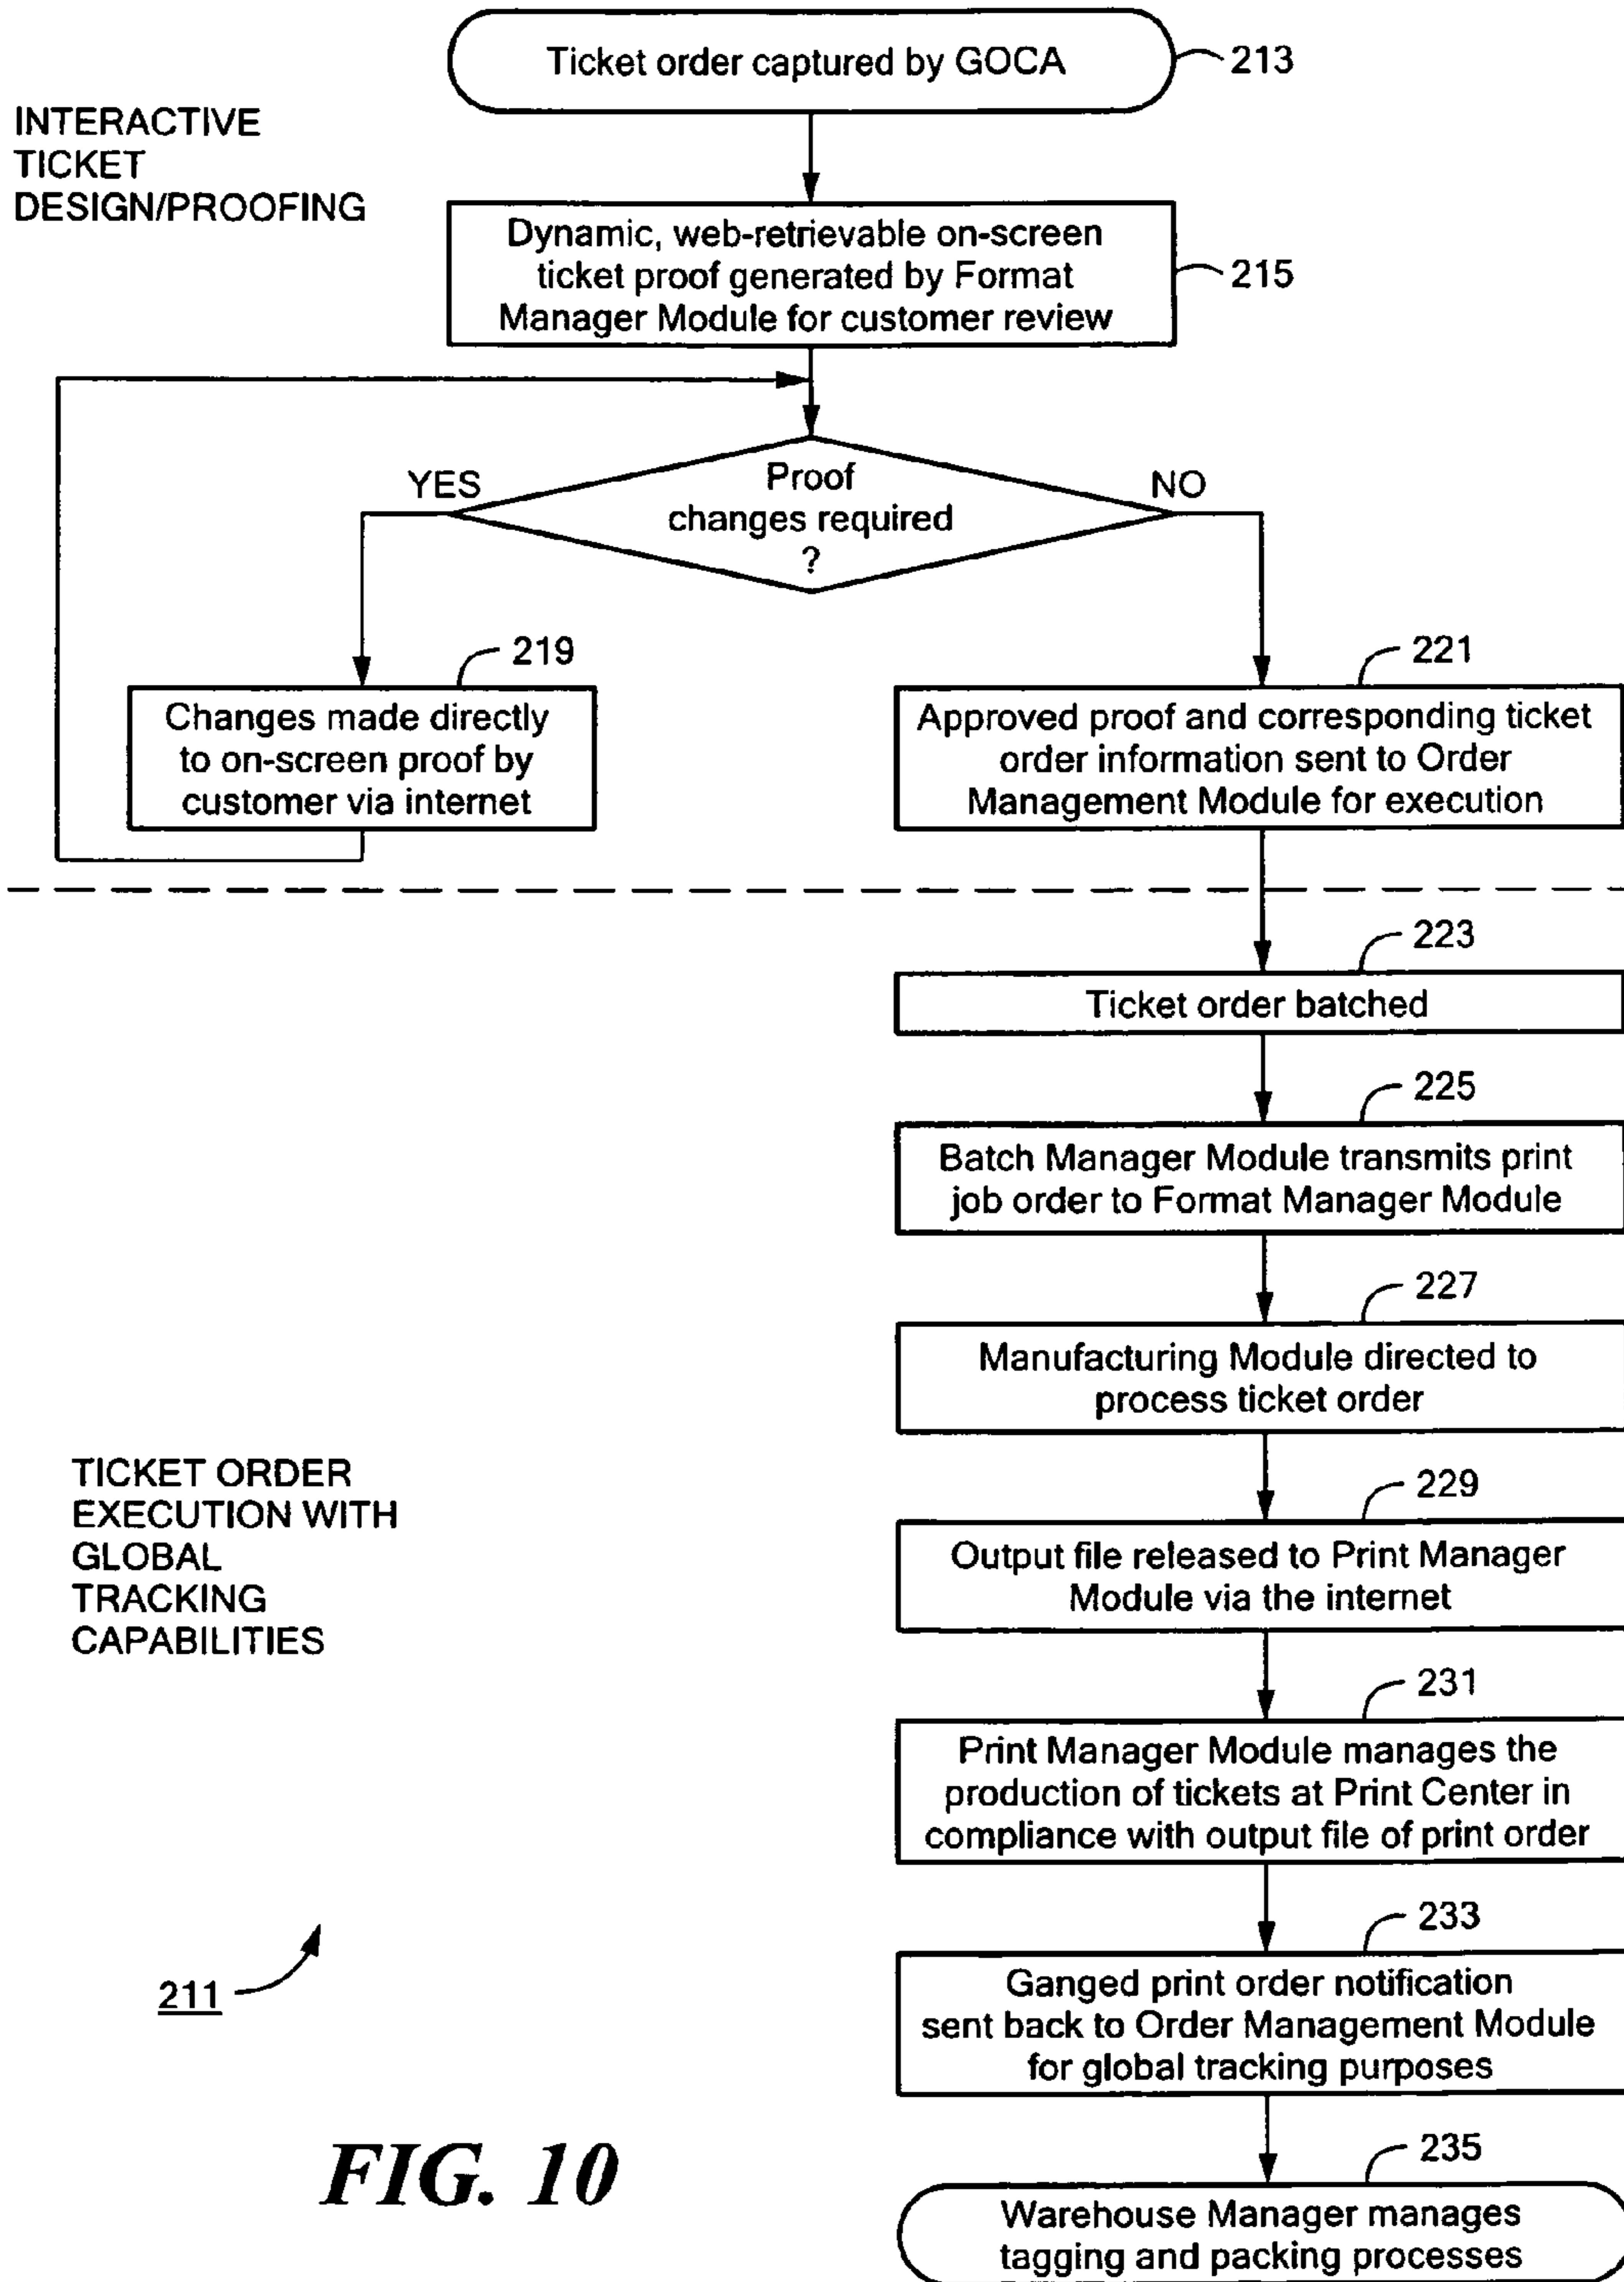 Ticket order captured by GOCA
213
INTERACTIVE
TICKET
DESIGN/PROOFING
Dynamic, web-retrievable on-screen
ticket proof generated by Format
Manager Module for customer review
215
YES
Proof
changes required
?
NO
219
Changes made directly
to on-screen proof by
customer via internet
221
Approved proof and corresponding ticket
order information sent to Order
Management Module for execution
223
Ticket order batched
225
Batch Manager Module transmits print
job order to Format Manager Module
227
Manufacturing Module directed to
process ticket order
TICKET ORDER
EXECUTION WITH
GLOBAL
TRACKING
CAPABILITIES
229
Output file released to Print Manager
Module via the internet
231
Print Manager Module manages the
production of tickets at Print Center in
compliance with output file of print order
211
233
Ganged print order notification
sent back to Order Management Module
for global tracking purposes
FIG. 10
235
Warehouse Manager manages
tagging and packing processes